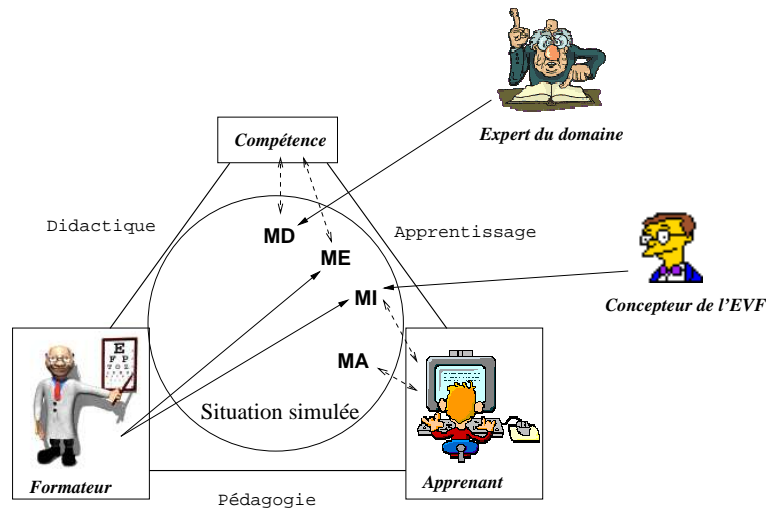 Expert du domaine
Compétence
Didactique
Apprentissage
MD
ME
MI
Concepteur de l'EVF
MA
Situation simulée
E
F P
T O Z
Formateur
Apprenant
Pédagogie